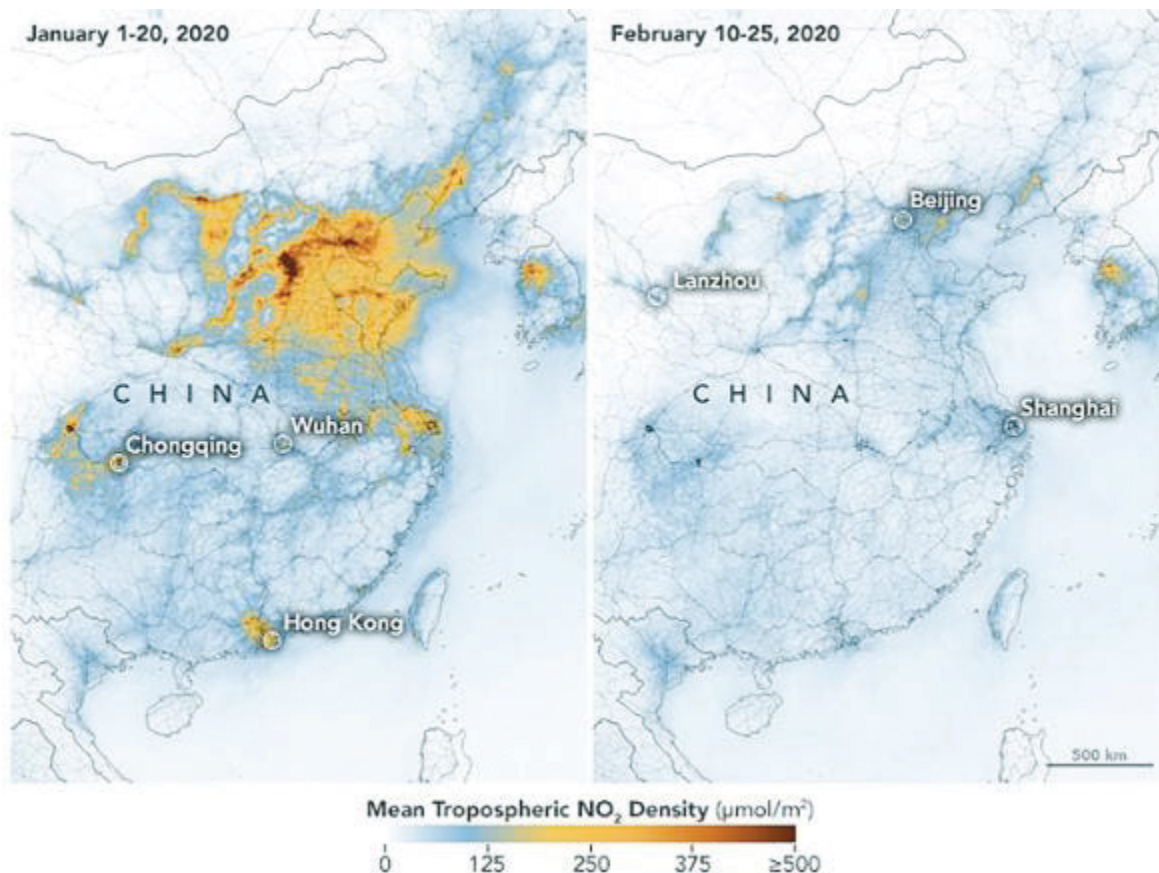 January 1-20, 2020
February 10-25, 2020
Beijing
Lanzhou
CHINA
CHINA
Shanghai
Wuhan
Chongqing
Hong Kong
500 km
Mean Tropospheric NO₂ Density (µmol/m²)
0 125 250 375 ≥500